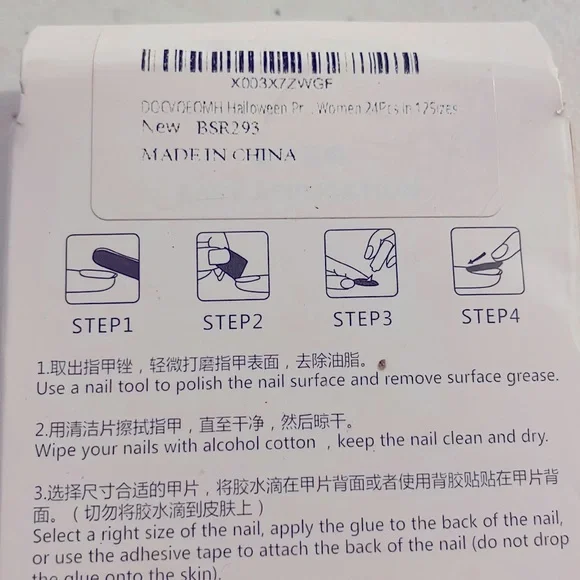 X003X7ZWGF
Halloween Pr... Women 24Pcs in 12Sizes
New BSR293
MADE IN CHINA
STEP1 STEP2 STEP3 STEP4
1.取出指甲锉，轻微打磨指甲表面，去除油脂。
Use a nail tool to polish the nail surface and remove surface grease.
2.用清洁片擦拭指甲，直至干净，然后晾干。
Wipe your nails with alcohol cotton , keep the nail clean and dry.
3.选择尺寸合适的甲片，将胶水滴在甲片背面或者使用背胶贴贴在甲片背
面。（切勿将胶水滴到皮肤上）
Select a right size of the nail, apply the glue to the back of the nail,
or use the adhesive tape to attach the back of the nail (do not drop
the glue onto the skin).